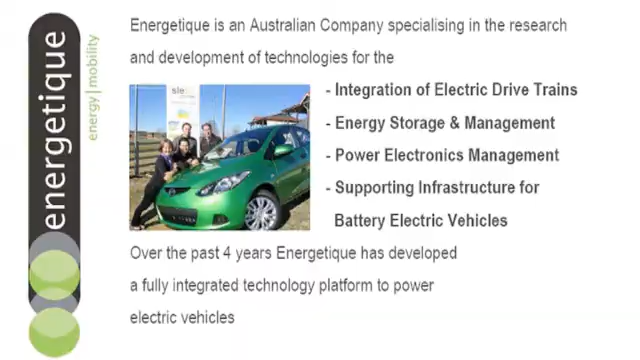 energetique
energy|mobility
Energetique is an Australian Company specialising in the research
and development of technologies for the
- Integration of Electric Drive Trains
- Energy Storage & Management
- Power Electronics Management
- Supporting Infrastructure for
Battery Electric Vehicles
Over the past 4 years Energetique has developed
a fully integrated technology platform to power
electric vehicles